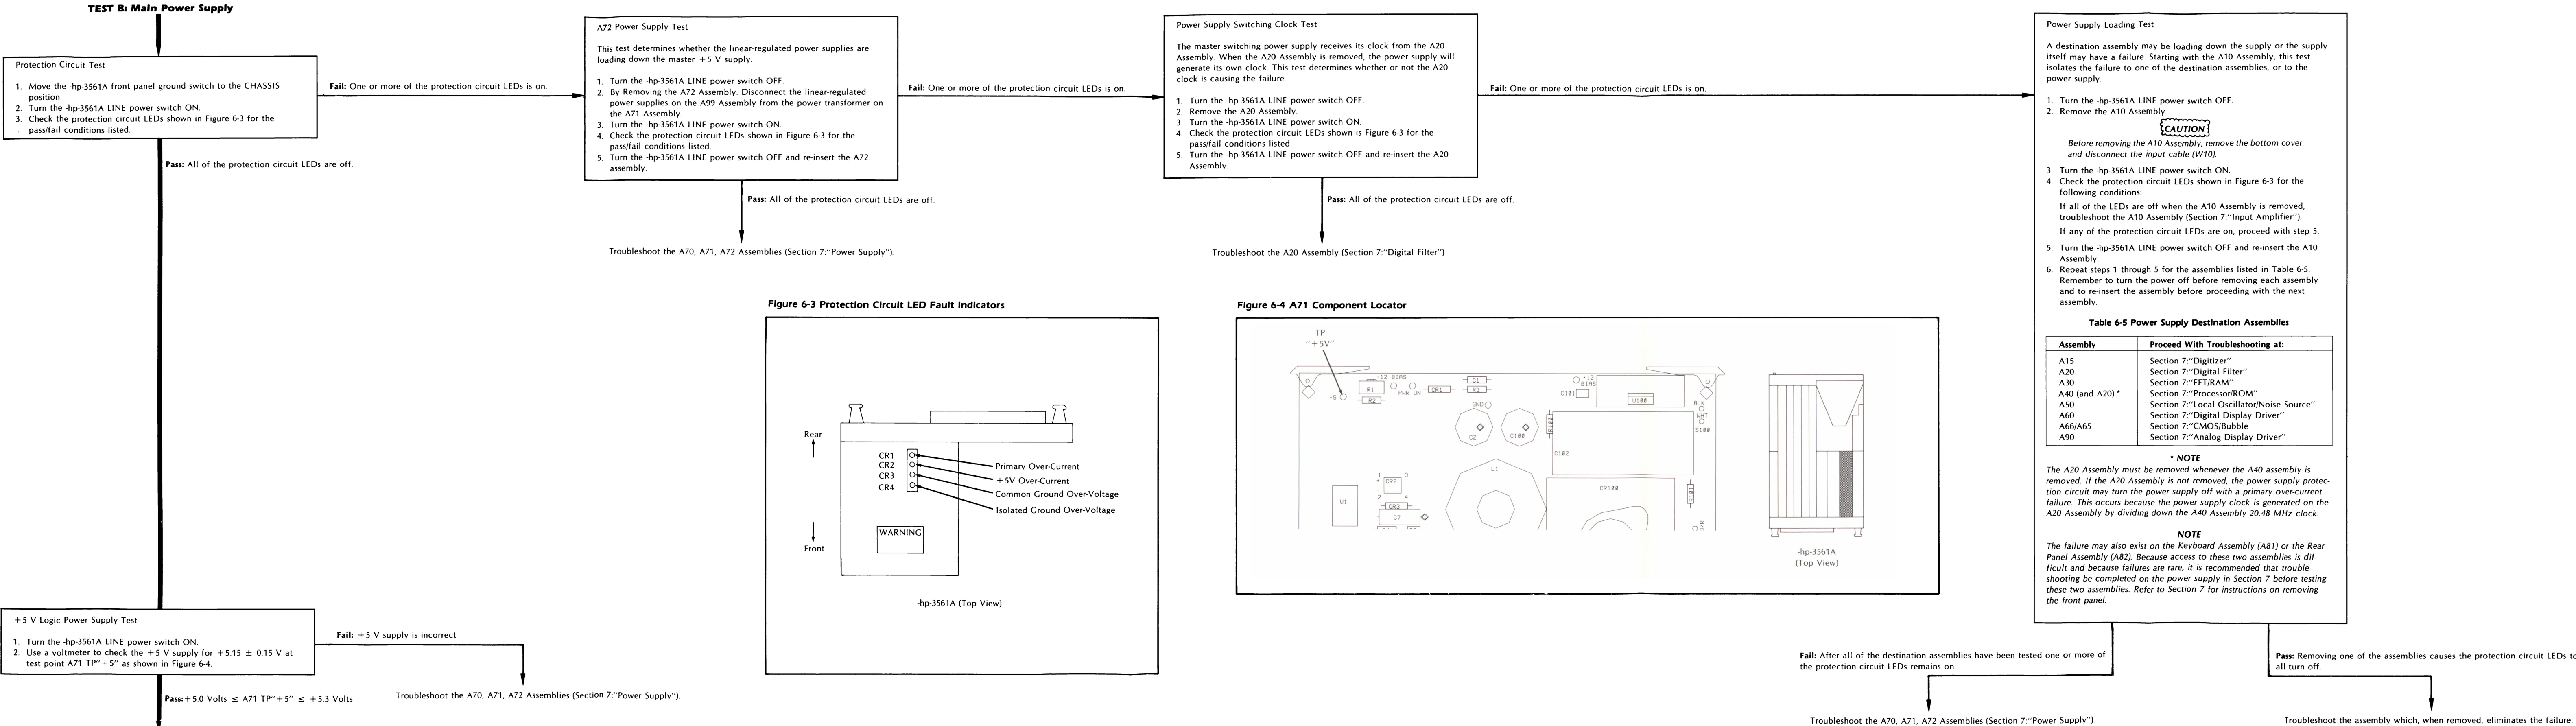 TEST B: Main Power Supply
Protection Circuit Test
1. Move the -hp-3561A front panel ground switch to the CHASSIS
position.
2. Turn the -hp-3561A LINE power switch ON.
3. Check the protection circuit LEDs shown in Figure 6-3 for the
pass/fail conditions listed.
Fail: One or more of the protection circuit LEDs is on.
Pass: All of the protection circuit LEDs are off.
A72 Power Supply Test
This test determines whether the linear-regulated power supplies are
loading down the master +5 V supply.
1. Turn the -hp-3561A LINE power switch OFF.
2. By Removing the A72 Assembly. Disconnect the linear-regulated
power supplies on the A99 Assembly from the power transformer on
the A71 Assembly.
3. Turn the -hp-3561A LINE power switch ON.
4. Check the protection circuit LEDs shown in Figure 6-3 for the
pass/fail conditions listed.
5. Turn the -hp-3561A LINE power switch OFF and re-insert the A72
assembly.
Fail: One or more of the protection circuit LEDs is on.
Pass: All of the protection circuit LEDs are off.
Troubleshoot the A70, A71, A72 Assemblies (Section 7:"Power Supply").
Power Supply Switching Clock Test
The master switching power supply receives its clock from the A20
Assembly. When the A20 Assembly is removed, the power supply will
generate its own clock. This test determines whether or not the A20
clock is causing the failure
1. Turn the -hp-3561A LINE power switch OFF.
2. Remove the A20 Assembly.
3. Turn the -hp-3561A LINE power switch ON.
4. Check the protection circuit LEDs shown is Figure 6-3 for the
pass/fail conditions listed.
5. Turn the -hp-3561A LINE power switch OFF and re-insert the A20
Assembly.
Fail: One or more of the protection circuit LEDs is on.
Pass: All of the protection circuit LEDs are off.
Troubleshoot the A20 Assembly (Section 7:"Digital Filter")
Power Supply Loading Test
A destination assembly may be loading down the supply or the supply
itself may have a failure. Starting with the A10 Assembly, this test
isolates the failure to one of the destination assemblies, or to the
power supply.
1. Turn the -hp-3561A LINE power switch OFF.
2. Remove the A10 Assembly.
CAUTION
Before removing the A10 Assembly, remove the bottom cover
and disconnect the input cable (W10).
3. Turn the -hp-3561A LINE power switch ON.
4. Check the protection circuit LEDs shown in Figure 6-3 for the
following conditions:
If all of the LEDs are off when the A10 Assembly is removed,
troubleshoot the A10 Assembly (Section 7:"Input Amplifier").
If any of the protection circuit LEDs are on, proceed with step 5.
5. Turn the -hp-3561A LINE power switch OFF and re-insert the A10
Assembly.
6. Repeat steps 1 through 5 for the assemblies listed in Table 6-5.
Remember to turn the power off before removing each assembly
and to re-insert the assembly before proceeding with the next
assembly.
Table 6-5 Power Supply Destination Assemblies
Assembly Proceed With Troubleshooting at:
A15 Section 7:"Digitizer"
A20 Section 7:"Digital Filter"
A30 Section 7:"FFT/RAM"
A40 (and A20) * Section 7:"Processor/ROM"
A50 Section 7:"Local Oscillator/Noise Source"
A60 Section 7:"Digital Display Driver"
A66/A65 Section 7:"CMOS/Bubble
A90 Section 7:"Analog Display Driver"
* NOTE
The A20 Assembly must be removed whenever the A40 assembly is
removed. If the A20 Assembly is not removed, the power supply protec-
tion circuit may turn the power supply off with a primary over-current
failure. This occurs because the power supply clock is generated on the
A20 Assembly by dividing down the A40 Assembly 20.48 MHz clock.
NOTE
The failure may also exist on the Keyboard Assembly (A81) or the Rear
Panel Assembly (A82). Because access to these two assemblies is dif-
ficult and because failures are rare, it is recommended that trouble-
shooting be completed on the power supply in Section 7 before testing
these two assemblies. Refer to Section 7 for instructions on removing
the front panel.
Fail: After all of the destination assemblies have been tested one or more of
the protection circuit LEDs remains on.
Troubleshoot the A70, A71, A72 Assemblies (Section 7:"Power Supply").
Pass: Removing one of the assemblies causes the protection circuit LEDs to
all turn off.
Troubleshoot the assembly which, when removed, eliminates the failure.
Figure 6-3 Protection Circuit LED Fault Indicators
Rear
CR1
CR2
CR3
CR4
Primary Over-Current
+5V Over-Current
Common Ground Over-Voltage
Isolated Ground Over-Voltage
Front
WARNING
-hp-3561A (Top View)
Figure 6-4 A71 Component Locator
TP
"+5V"
-12 BIAS
PWR DN
R1
R2
+5
CR1
C1
R3
GND
C2
C100
+12
BIAS
C101
U100
BLK
WHT
S100
C102
L1
CR100
U1
1 3
CR2
2 4
CR3
C7
-hp-3561A
(Top View)
+5 V Logic Power Supply Test
1. Turn the -hp-3561A LINE power switch ON.
2. Use a voltmeter to check the +5 V supply for +5.15 ± 0.15 V at
test point A71 TP"+5" as shown in Figure 6-4.
Fail: +5 V supply is incorrect
Troubleshoot the A70, A71, A72 Assemblies (Section 7:"Power Supply").
Pass:+5.0 Volts ≤ A71 TP"+5" ≤ +5.3 Volts